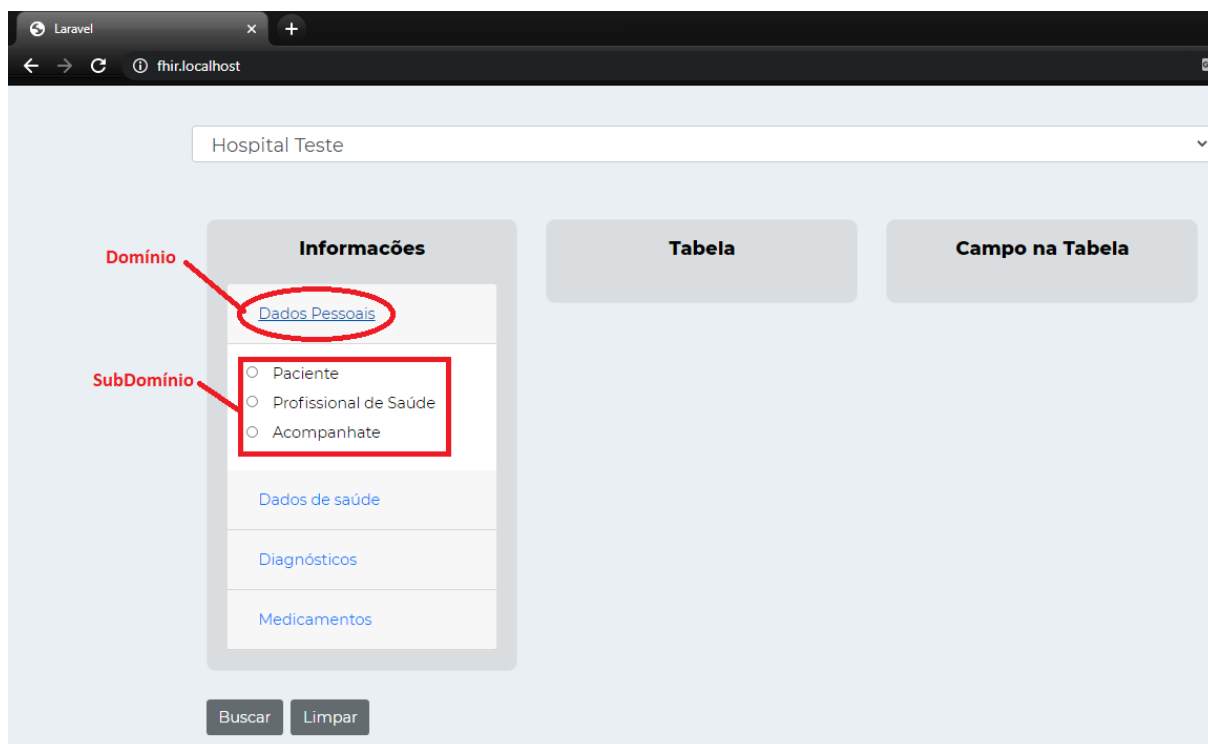 Laravel
fhir.localhost
Hospital Teste
Informacões
Tabela
Campo na Tabela
Domínio
Dados Pessoais
SubDomínio
Paciente
Profissional de Saúde
Acompanhate
Dados de saúde
Diagnósticos
Medicamentos
Buscar
Limpar